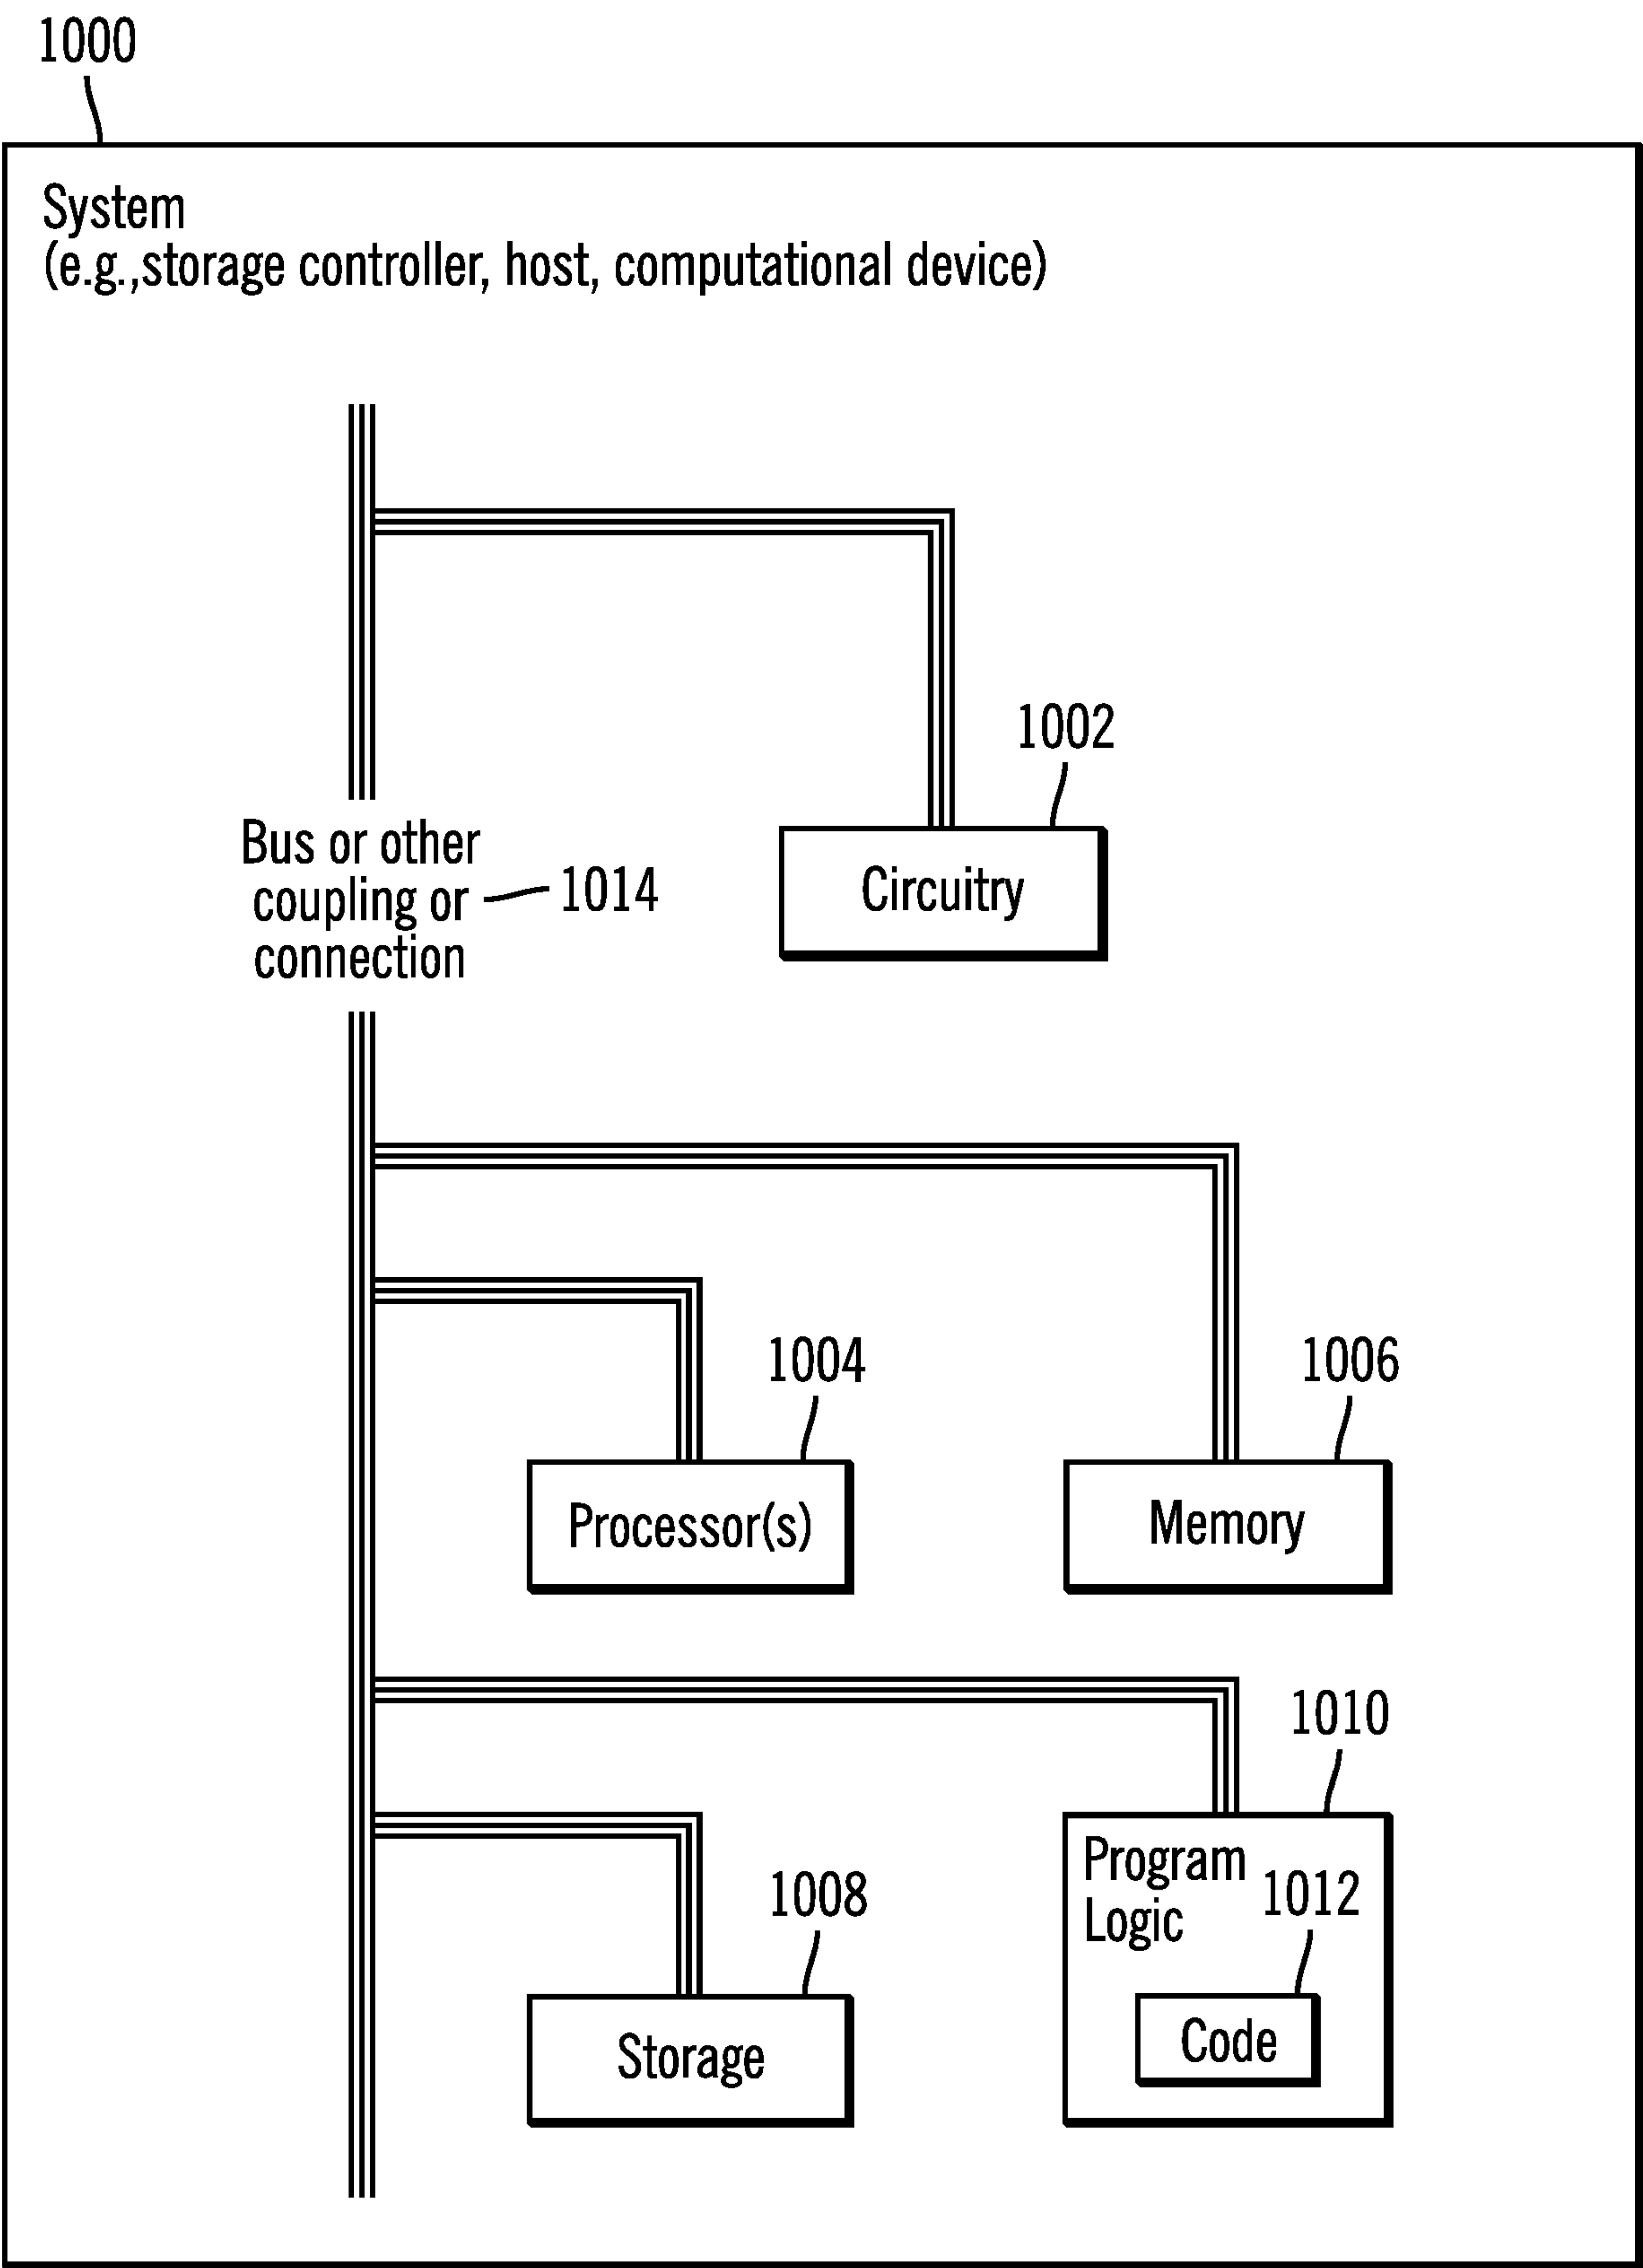 1000
System
(e.g.,storage controller, host, computational device)
1002
Bus or other
coupling or
connection
1014
Circuitry
1004
1006
Processor(s)
Memory
1010
Program
Logic
1008
1012
Storage
Code